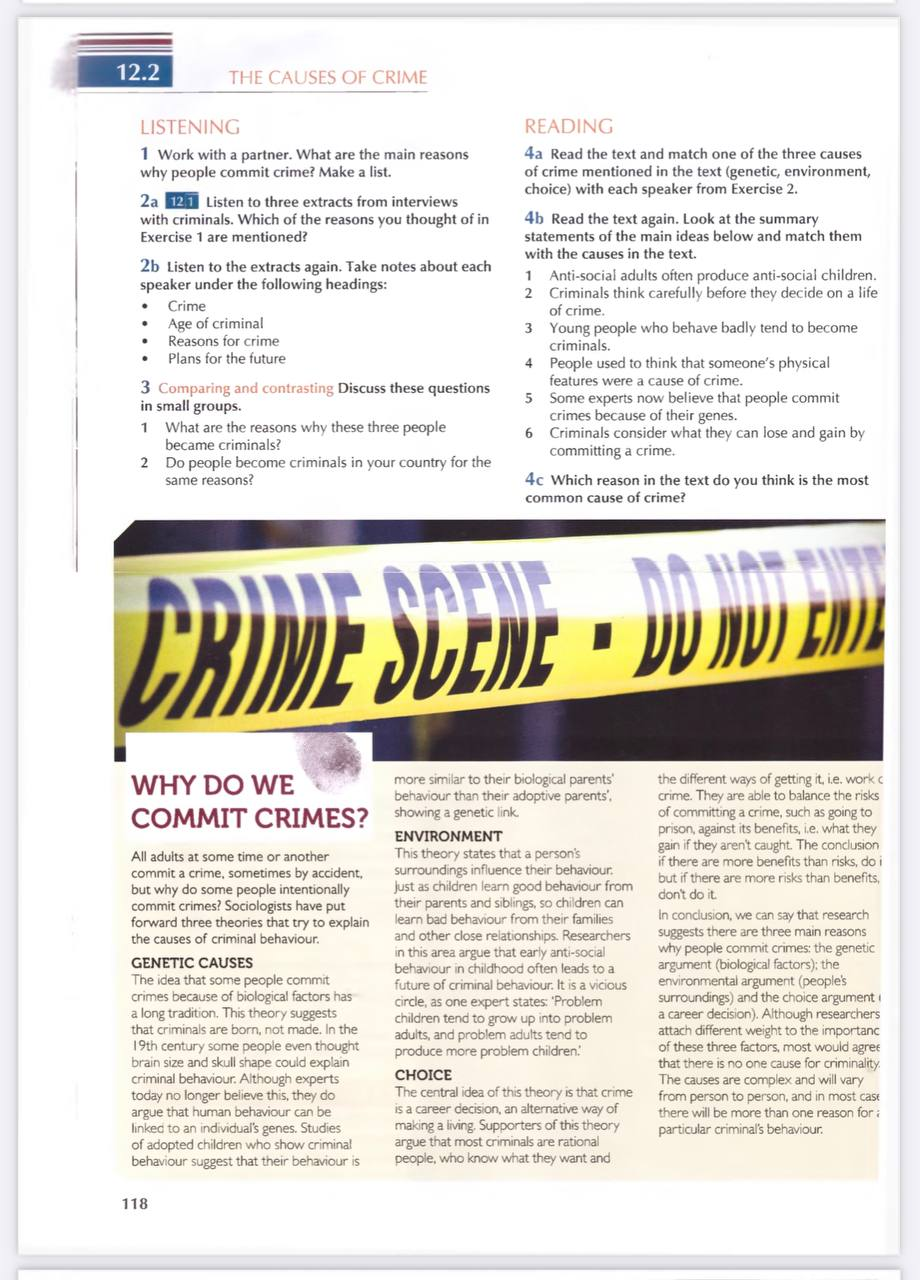 12.2
THE CAUSES OF CRIME
LISTENING
1 Work with a partner. What are the main reasons
why people commit crime? Make a list.
2a 12.1 Listen to three extracts from interviews
with criminals. Which of the reasons you thought of in
Exercise 1 are mentioned?
2b Listen to the extracts again. Take notes about each
speaker under the following headings:
• Crime
• Age of criminal
• Reasons for crime
• Plans for the future
3 Comparing and contrasting Discuss these questions
in small groups.
1 What are the reasons why these three people
became criminals?
2 Do people become criminals in your country for the
same reasons?
READING
4a Read the text and match one of the three causes
of crime mentioned in the text (genetic, environment,
choice) with each speaker from Exercise 2.
4b Read the text again. Look at the summary
statements of the main ideas below and match them
with the causes in the text.
1 Anti-social adults often produce anti-social children.
2 Criminals think carefully before they decide on a life
of crime.
3 Young people who behave badly tend to become
criminals.
4 People used to think that someone's physical
features were a cause of crime.
5 Some experts now believe that people commit
crimes because of their genes.
6 Criminals consider what they can lose and gain by
committing a crime.
4c Which reason in the text do you think is the most
common cause of crime?
CRIME SCENE - DO NOT ENTE
WHY DO WE
COMMIT CRIMES?
All adults at some time or another
commit a crime, sometimes by accident,
but why do some people intentionally
commit crimes? Sociologists have put
forward three theories that try to explain
the causes of criminal behaviour.
GENETIC CAUSES
The idea that some people commit
crimes because of biological factors has
a long tradition. This theory suggests
that criminals are born, not made. In the
19th century some people even thought
brain size and skull shape could explain
criminal behaviour. Although experts
today no longer believe this, they do
argue that human behaviour can be
linked to an individual's genes. Studies
of adopted children who show criminal
behaviour suggest that their behaviour is
more similar to their biological parents'
behaviour than their adoptive parents',
showing a genetic link.
ENVIRONMENT
This theory states that a person's
surroundings influence their behaviour.
Just as children learn good behaviour from
their parents and siblings, so children can
learn bad behaviour from their families
and other close relationships. Researchers
in this area argue that early anti-social
behaviour in childhood often leads to a
future of criminal behaviour. It is a vicious
circle, as one expert states: 'Problem
children tend to grow up into problem
adults, and problem adults tend to
produce more problem children.'
CHOICE
The central idea of this theory is that crime
is a career decision, an alternative way of
making a living. Supporters of this theory
argue that most criminals are rational
people, who know what they want and
the different ways of getting it, i.e. work
crime. They are able to balance the risks
of committing a crime, such as going to
prison, against its benefits, i.e. what they
gain if they aren't caught. The conclusion
if there are more benefits than risks, do
but if there are more risks than benefits,
don't do it.
In conclusion, we can say that research
suggests there are three main reasons
why people commit crimes: the genetic
argument (biological factors); the
environmental argument (people's
surroundings) and the choice argument
a career decision). Although researchers
attach different weight to the importanc
of these three factors, most would agree
that there is no one cause for criminality.
The causes are complex and will vary
from person to person, and in most case
there will be more than one reason for
particular criminal's behaviour.
118